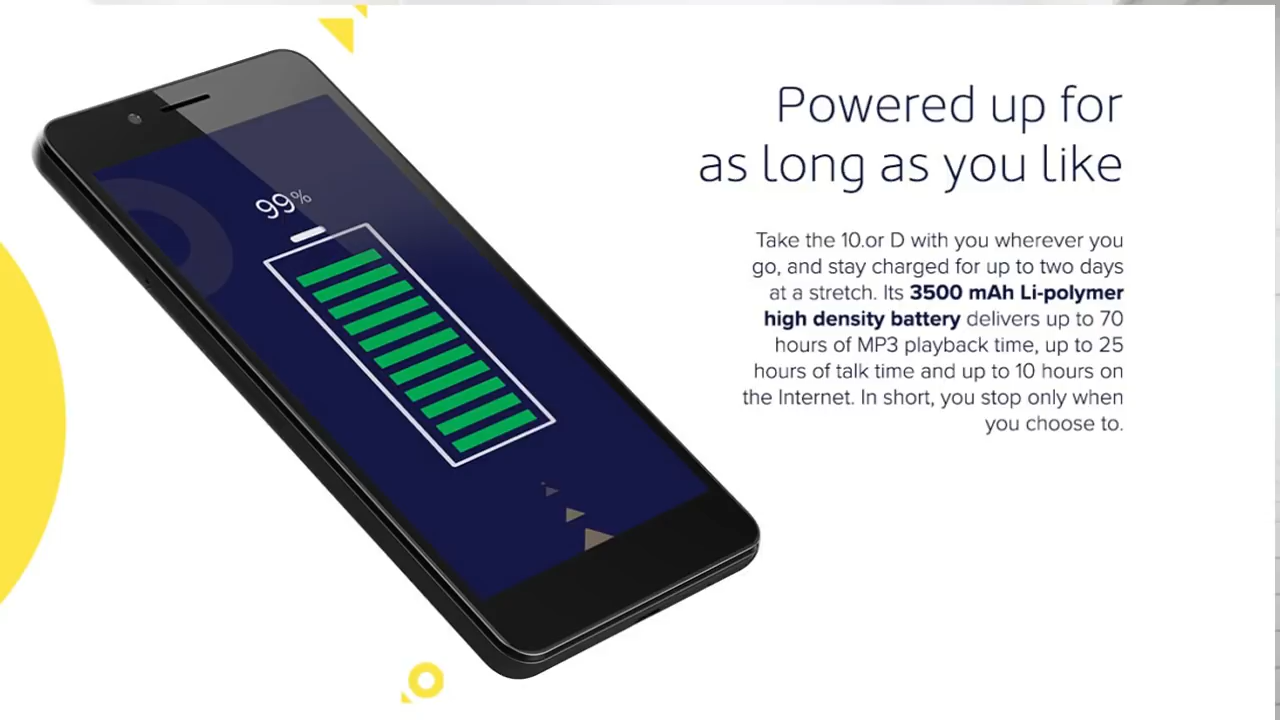 99%
Powered up for
as long as you like
Take the 10.or D with you wherever you
go, and stay charged for up to two days
at a stretch. Its 3500 mAh Li-polymer
high density battery delivers up to 70
hours of MP3 playback time, up to 25
hours of talk time and up to 10 hours on
the Internet. In short, you stop only when
you choose to.